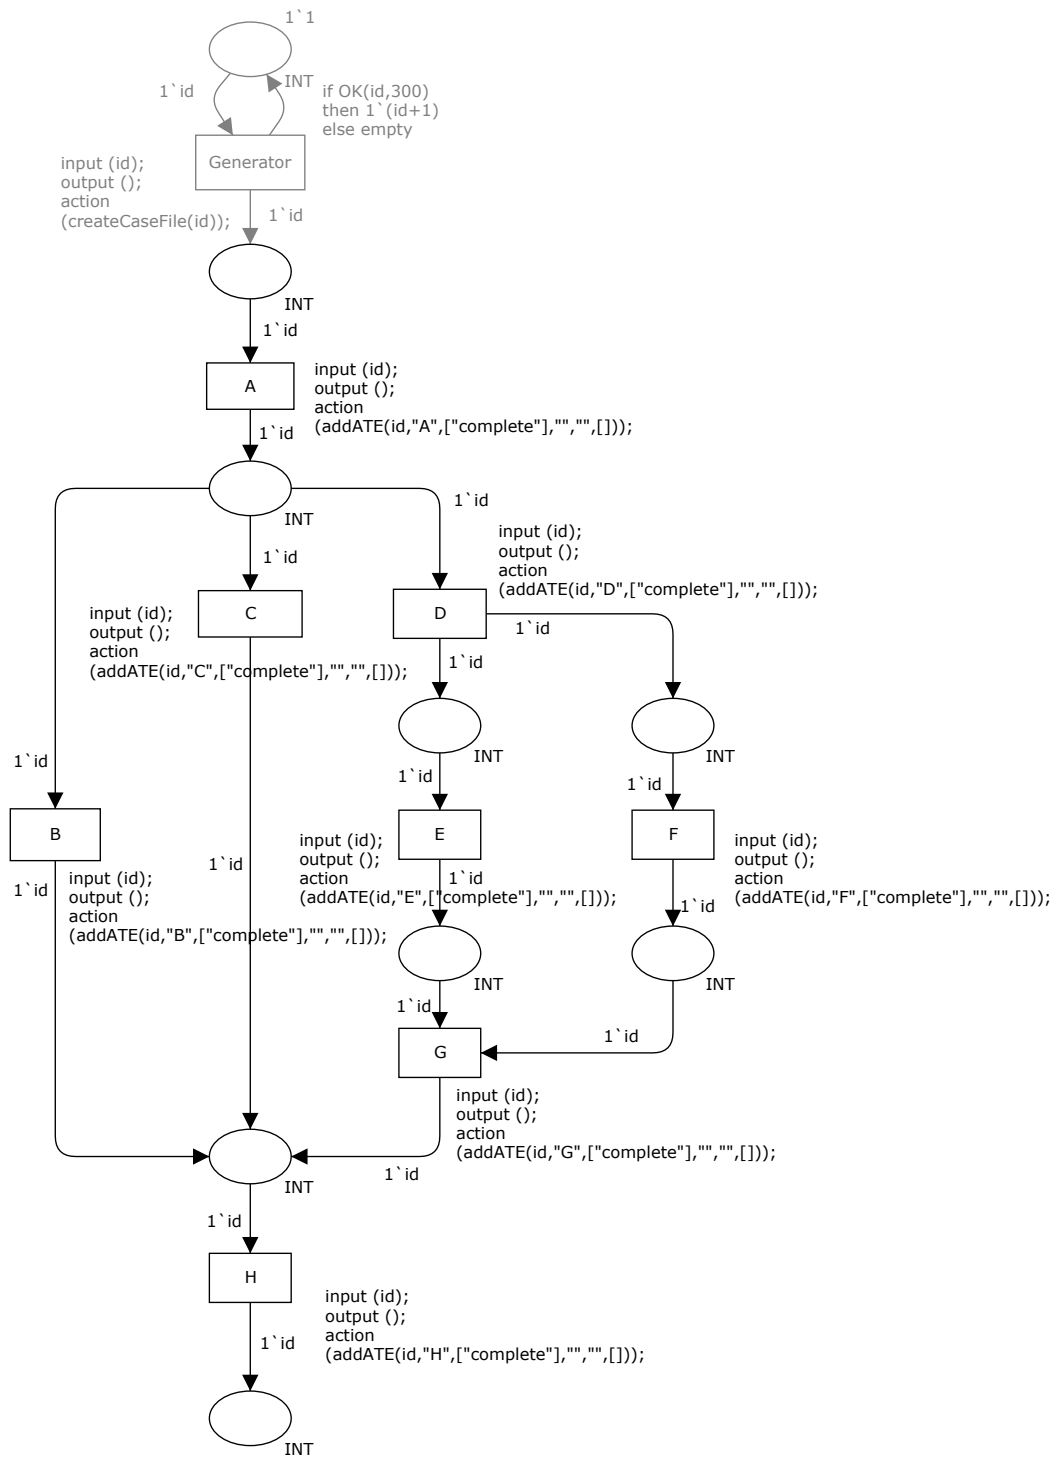 1`1
INT
1`id
if OK(id,300)
then 1`(id+1)
else empty
Generator
input (id);
output ();
action
(createCaseFile(id));
1`id
INT
1`id
A
input (id);
output ();
action
(addATE(id,"A",["complete"],"","",[]));
1`id
INT
1`id
1`id
input (id);
output ();
action
(addATE(id,"D",["complete"],"","",[]));
C
input (id);
output ();
action
(addATE(id,"C",["complete"],"","",[]));
D
1`id
1`id
INT
INT
1`id
1`id
1`id
B
E
F
input (id);
output ();
action
(addATE(id,"E",["complete"],"","",[]));
input (id);
output ();
action
(addATE(id,"F",["complete"],"","",[]));
1`id
1`id
input (id);
output ();
action
(addATE(id,"B",["complete"],"","",[]));
1`id
1`id
INT
INT
1`id
1`id
G
input (id);
output ();
action
(addATE(id,"G",["complete"],"","",[]));
1`id
INT
1`id
H
input (id);
output ();
action
(addATE(id,"H",["complete"],"","",[]));
1`id
INT